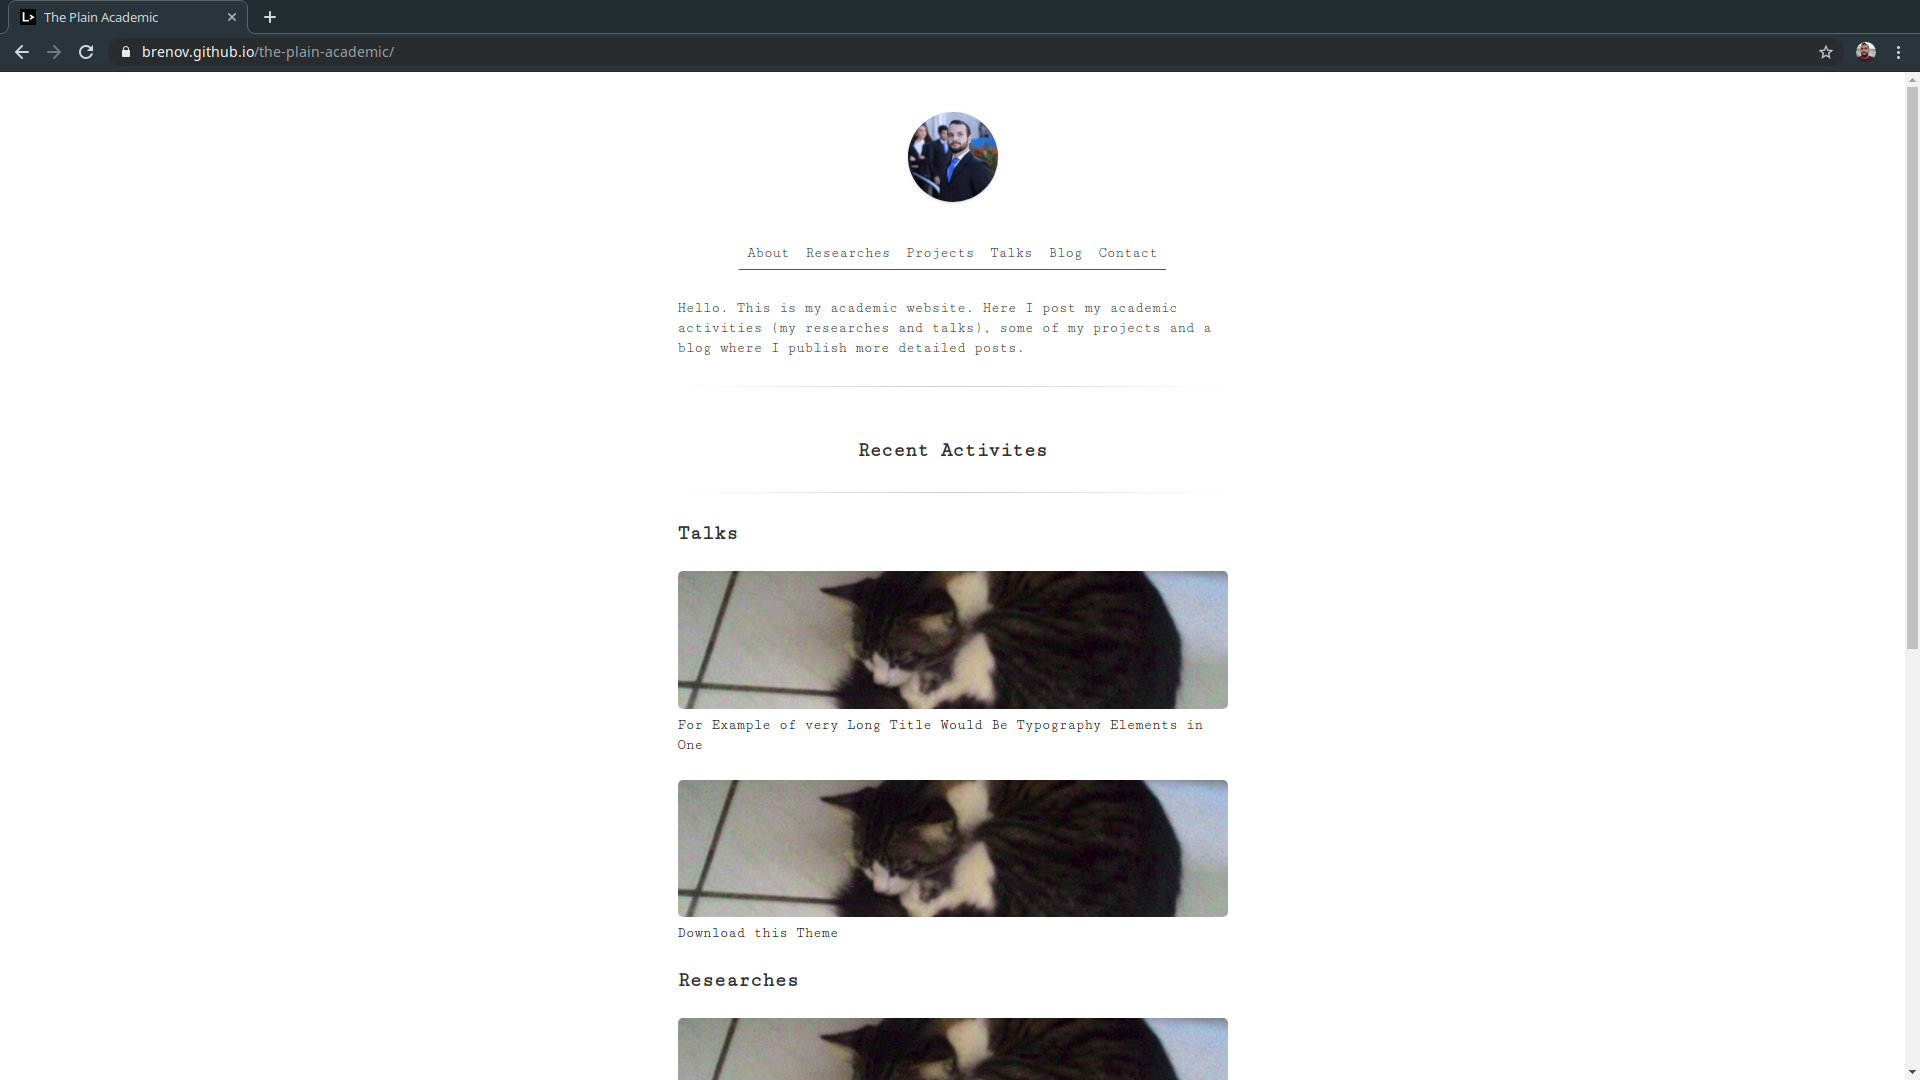 The Plain Academic
brenov.github.io/the-plain-academic/
About Researches Projects Talks Blog Contact
Hello. This is my academic website. Here I post my academic
activities (my researches and talks), some of my projects and a
blog where I publish more detailed posts.
Recent Activites
Talks
For Example of very Long Title Would Be Typography Elements in
One
Download this Theme
Researches